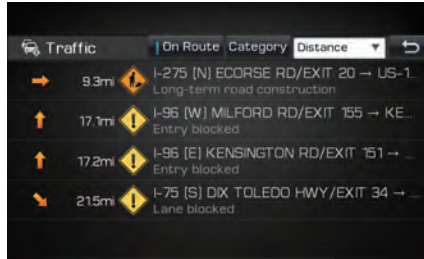 Traffic
On Route Category Distance
9.3mi I-275 [N] ECORSE RD/EXIT 20 → US-1...
Long-term road construction
17.1mi I-96 [W] MILFORD RD/EXIT 155 → KE...
Entry blocked
17.2mi I-96 [E] KENSINGTON RD/EXIT 151 → ...
Entry blocked
21.5mi I-75 [S] DIX TOLEDO HWY/EXIT 34 → ...
Lane blocked